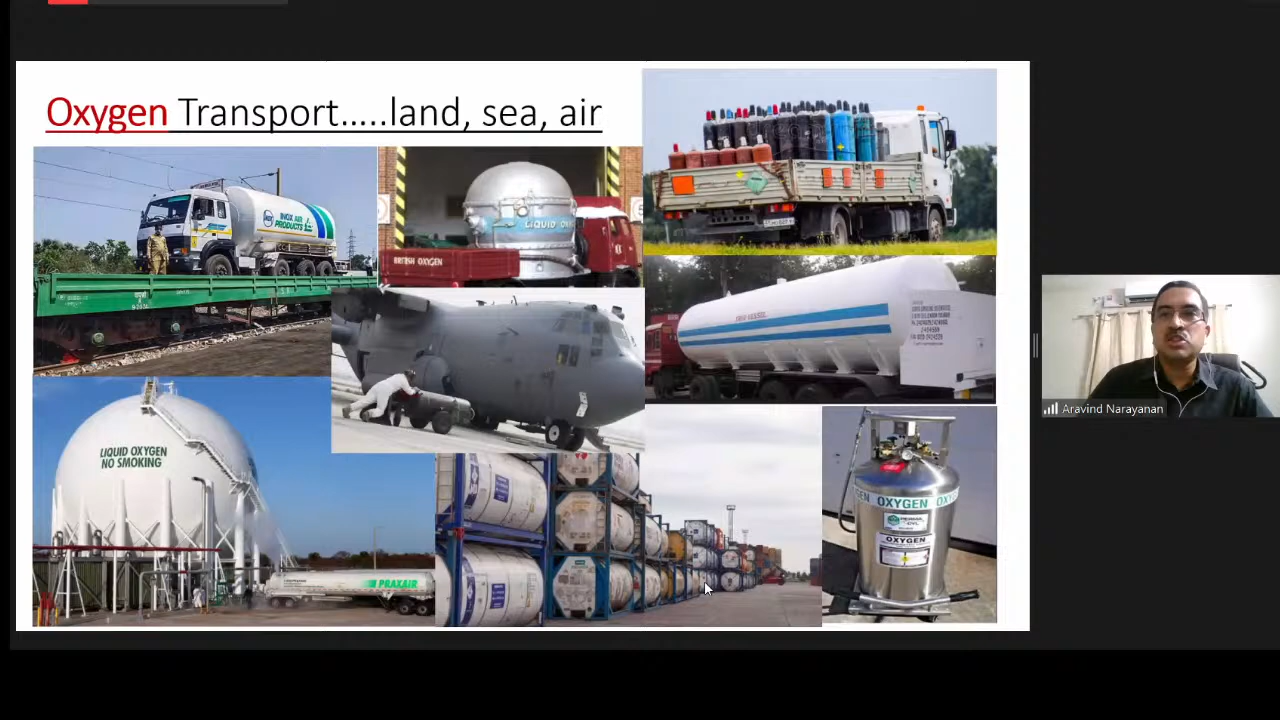 Oxygen Transport.....land, sea, air
INOX AIR
PRODUCTS
LIQUID OXY
BRITISH OXYGEN
LIQUID OXYGEN
NO SMOKING
PRAXAIR
OXYGEN
OXYGEN
Aravind Narayanan